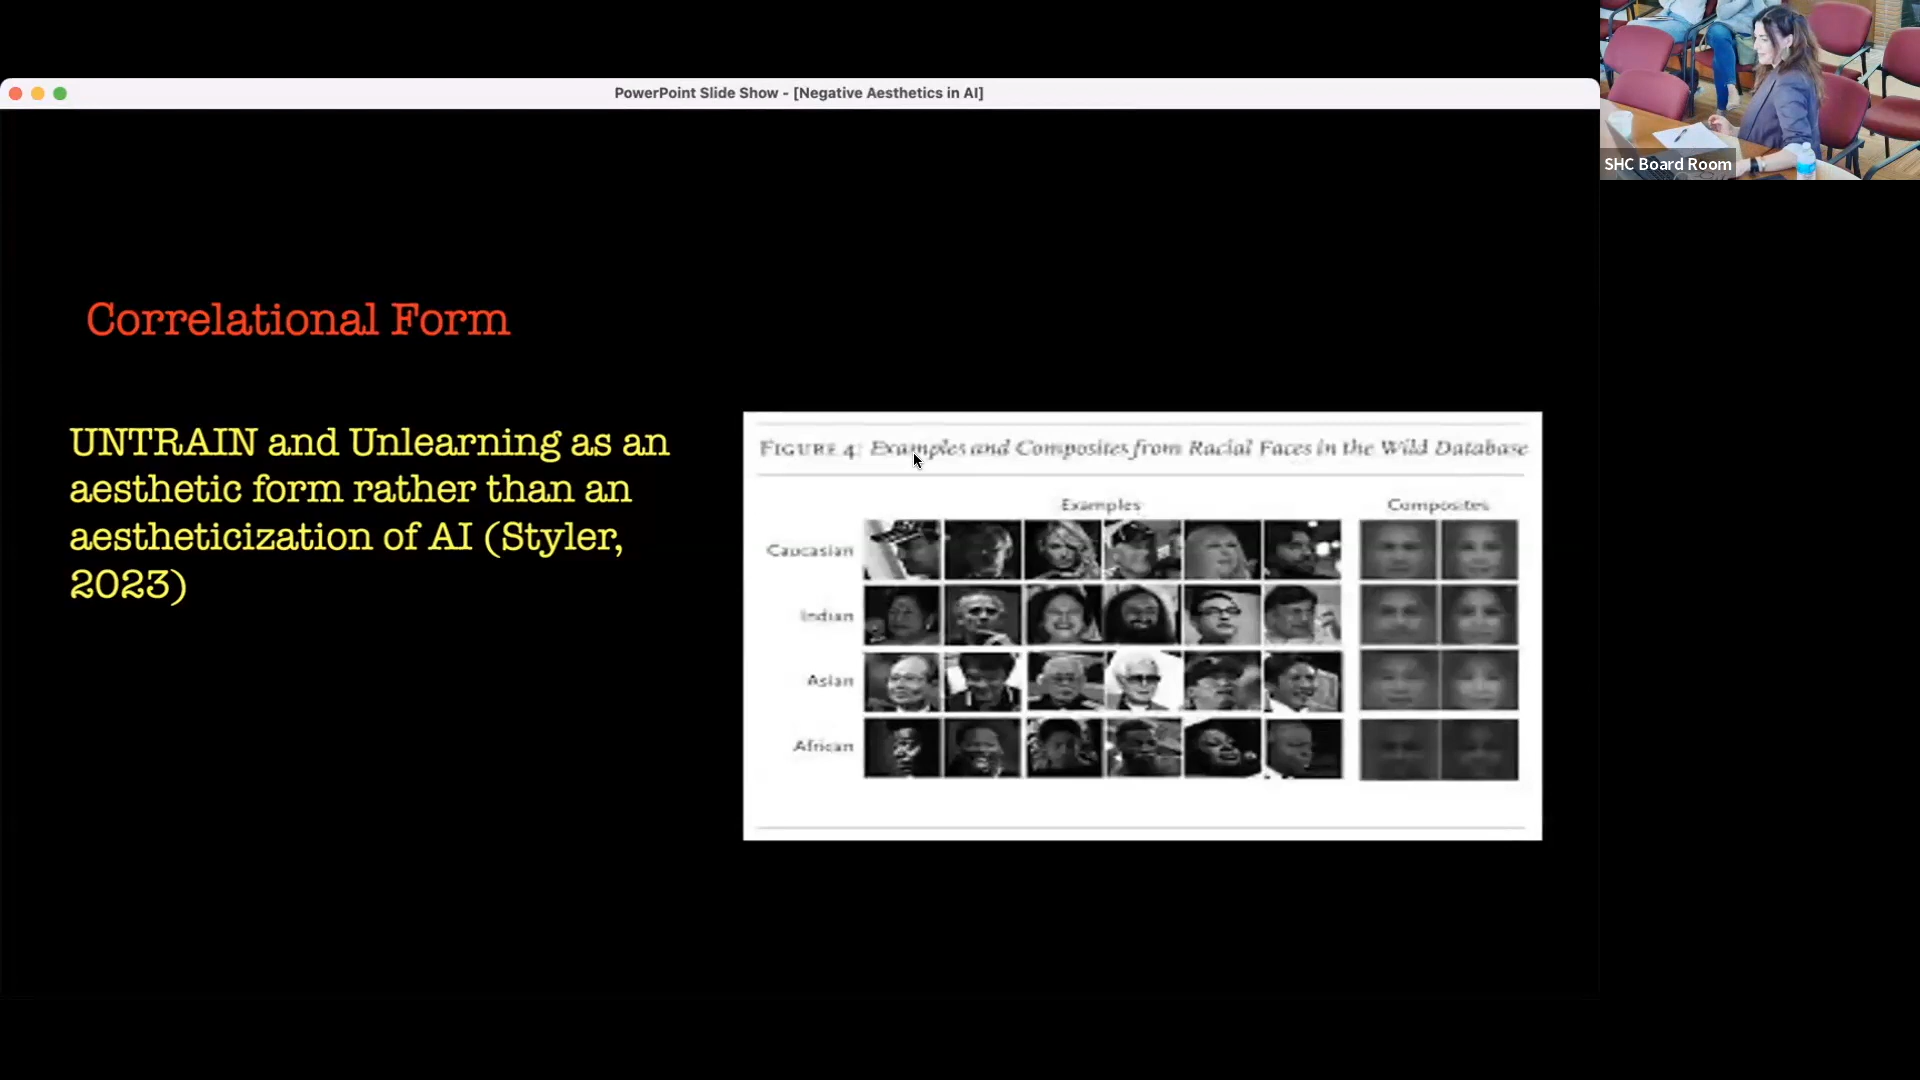 PowerPoint Slide Show - [Negative Aesthetics in AI]
SHC Board Room
Correlational Form
UNTRAIN and Unlearning as an
aesthetic form rather than an
aestheticization of AI (Styler,
2023)
FIGURE 4: Examples and Composites from Racial Faces in the Wild Database
Examples
Composites
Caucasian
Indian
Asian
African